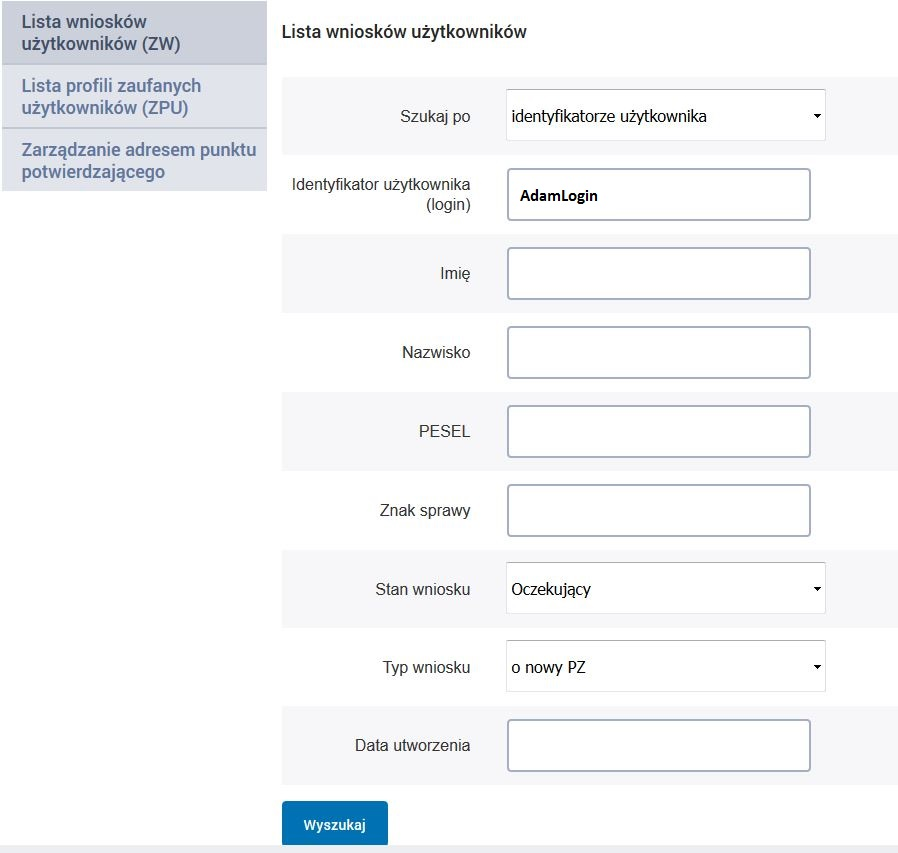 Lista wniosków
użytkowników (ZW)
Lista profili zaufanych
użytkowników (ZPU)
Zarządzanie adresem punktu
potwierdzającego
Lista wniosków użytkowników
Szukaj po identyfikatorze użytkownika
Identyfikator użytkownika
(login)
AdamLogin
Imię
Nazwisko
PESEL
Znak sprawy
Stan wniosku Oczekujący
Typ wniosku o nowy PZ
Data utworzenia
Wyszukaj